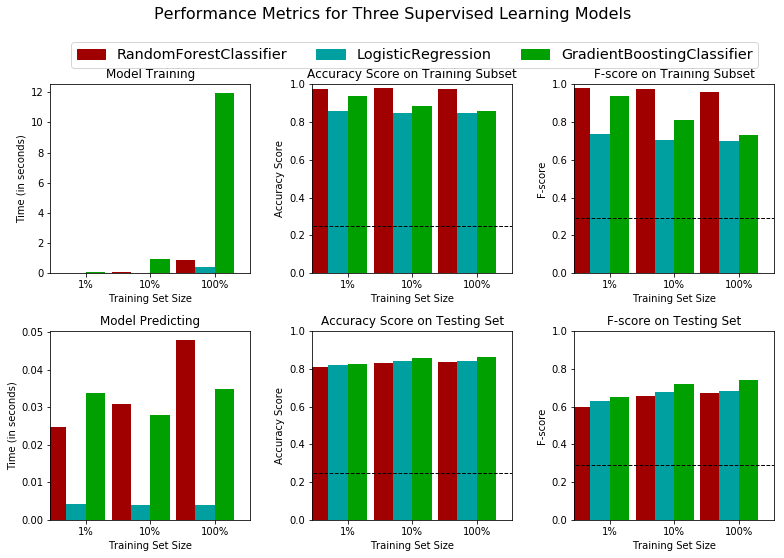 Performance Metrics for Three Supervised Learning Models
RandomForestClassifier LogisticRegression GradientBoostingClassifier
Model Training
Time (in seconds)
12
10
8
6
4
2
0
1% 10% 100%
Training Set Size
Accuracy Score on Training Subset
Accuracy Score
1.0
0.8
0.6
0.4
0.2
0.0
1% 10% 100%
Training Set Size
F-score on Training Subset
F-score
1.0
0.8
0.6
0.4
0.2
0.0
1% 10% 100%
Training Set Size
Model Predicting
Time (in seconds)
0.05
0.04
0.03
0.02
0.01
0.00
1% 10% 100%
Training Set Size
Accuracy Score on Testing Set
Accuracy Score
1.0
0.8
0.6
0.4
0.2
0.0
1% 10% 100%
Training Set Size
F-score on Testing Set
F-score
1.0
0.8
0.6
0.4
0.2
0.0
1% 10% 100%
Training Set Size